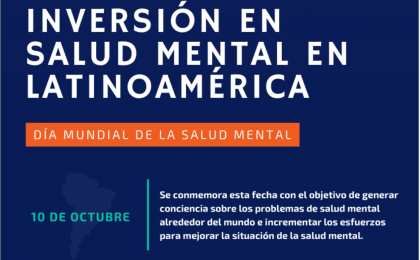 INVERSIÓN EN
SALUD MENTAL EN
LATINOAMÉRICA
DÍA MUNDIAL DE LA SALUD MENTAL
10 DE OCTUBRE
Se conmemora esta fecha con el objetivo de generar
conciencia sobre los problemas de salud mental
alrededor del mundo e incrementar los esfuerzos
para mejorar la situación de la salud mental.